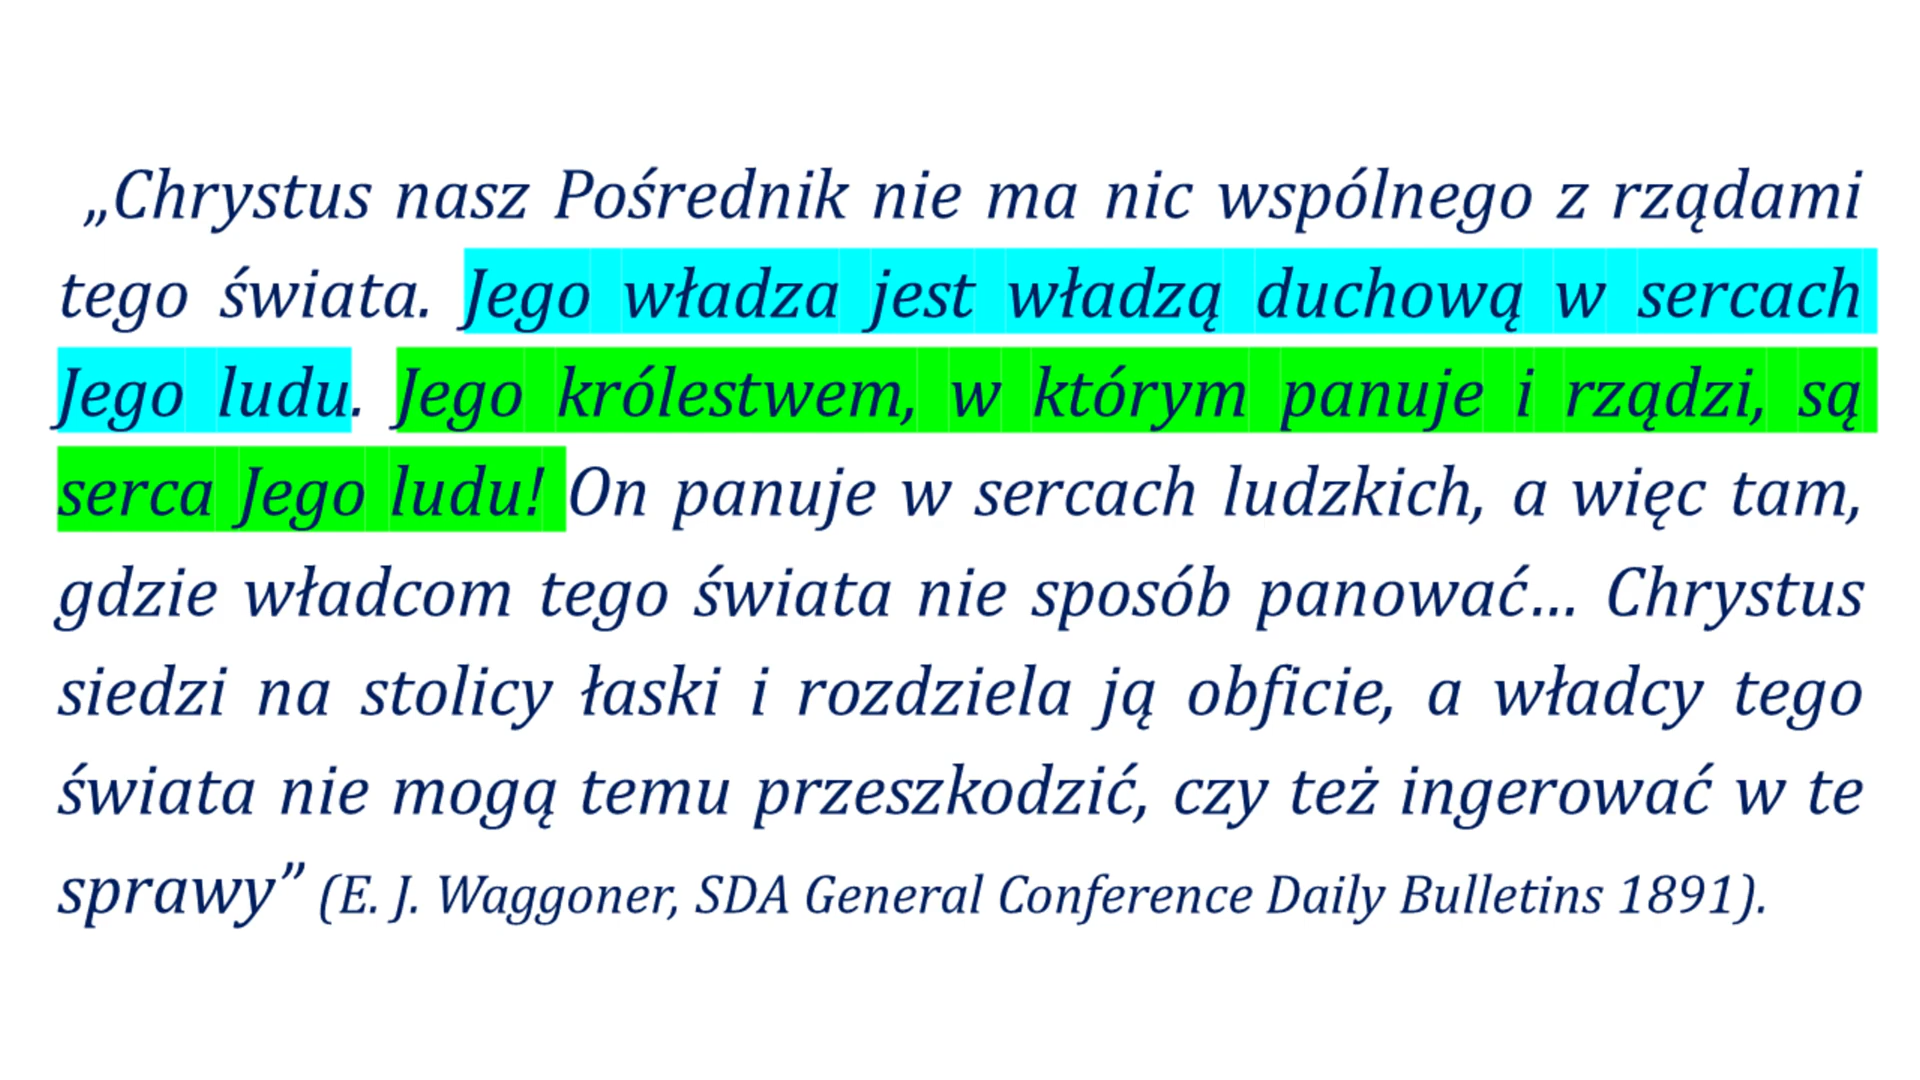 „Chrystus nasz Pośrednik nie ma nic wspólnego z rządami
tego świata. Jego władza jest władzą duchową w sercach
Jego ludu. Jego królestwem, w którym panuje i rządzi, są
serca Jego ludu! On panuje w sercach ludzkich, a więc tam,
gdzie władcom tego świata nie sposób panować... Chrystus
siedzi na stolicy łaski i rozdziela ją obficie, a władcy tego
świata nie mogą temu przeszkodzić, czy też ingerować w te
sprawy” (E. J. Waggoner, SDA General Conference Daily Bulletins 1891).